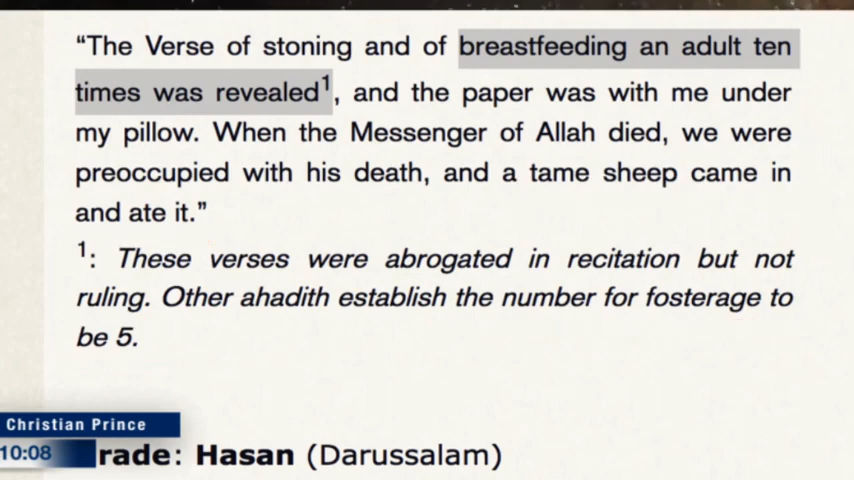 “The Verse of stoning and of breastfeeding an adult ten
times was revealed¹, and the paper was with me under
my pillow. When the Messenger of Allah died, we were
preoccupied with his death, and a tame sheep came in
and ate it.”
¹: These verses were abrogated in recitation but not
ruling. Other ahadith establish the number for fosterage to
be 5.
Christian Prince
10:08
rade: Hasan (Darussalam)